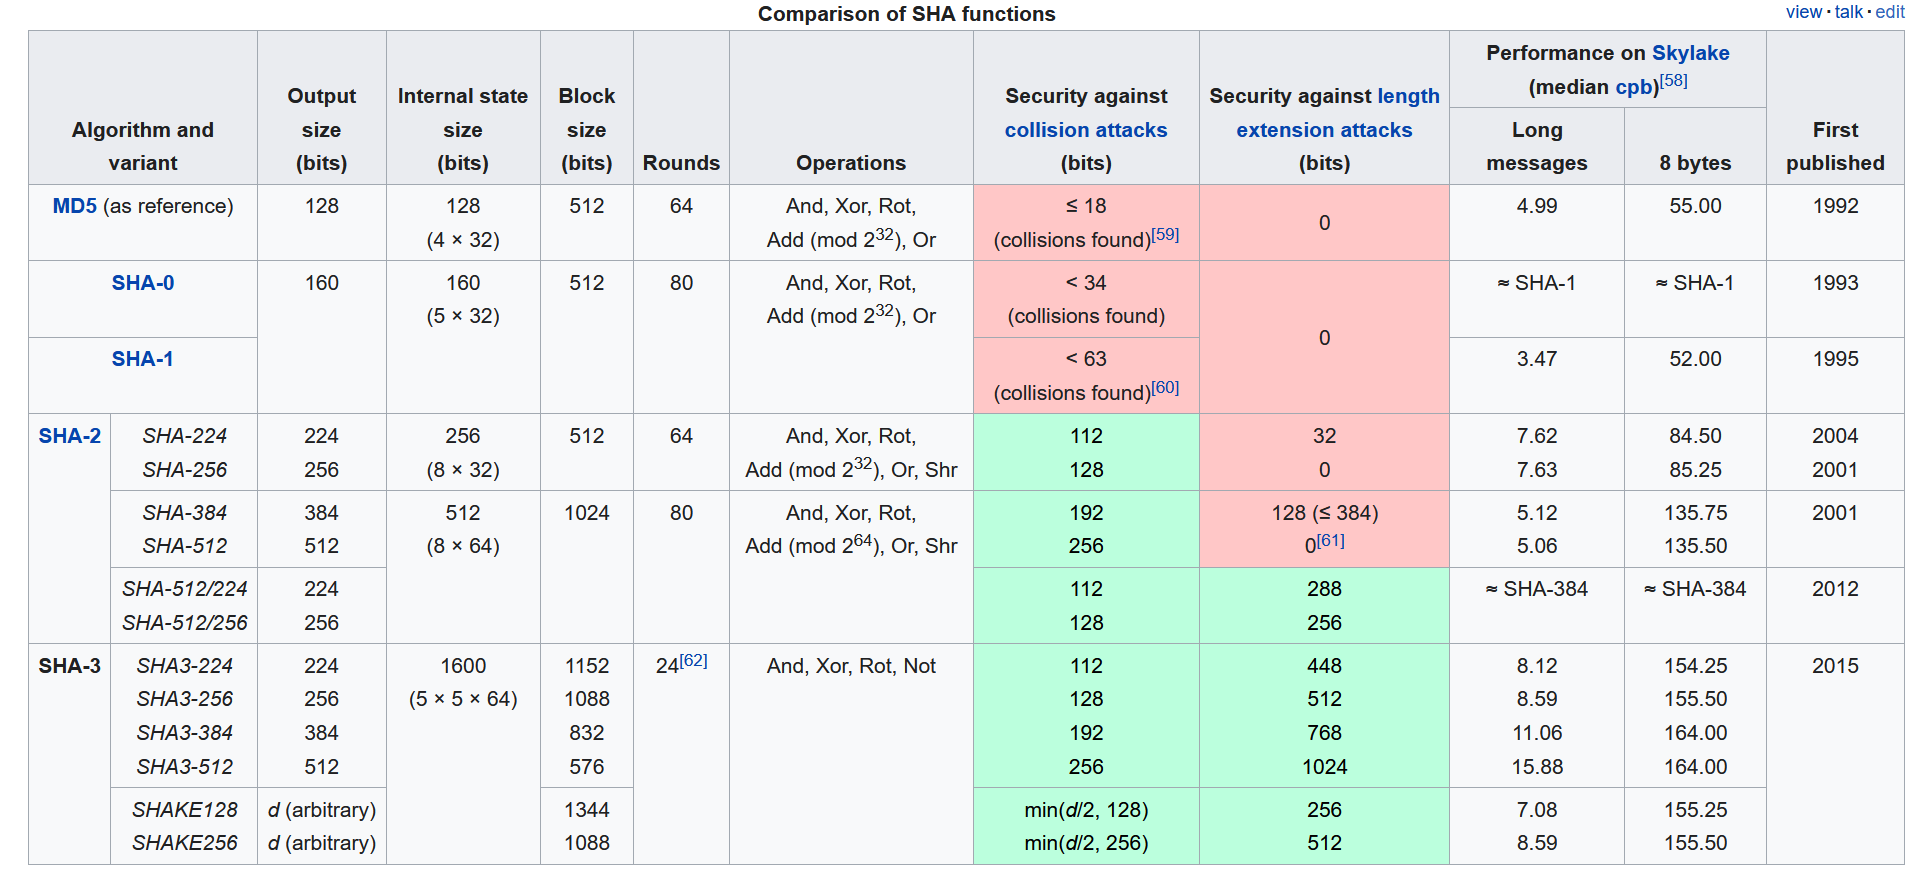 Comparison of SHA functions
view · talk · edit
Algorithm and
variant
Output
size
(bits)
Internal state
size
(bits)
Block
size
(bits)
Rounds
Operations
Security against
collision attacks
(bits)
Security against length
extension attacks
(bits)
Performance on Skylake
(median cpb)[58]
Long
messages
8 bytes
First
published
MD5 (as reference)
128
128
(4 × 32)
512
64
And, Xor, Rot,
Add (mod 2^32), Or
≤ 18
(collisions found)[59]
0
4.99
55.00
1992
SHA-0
160
160
(5 × 32)
512
80
And, Xor, Rot,
Add (mod 2^32), Or
< 34
(collisions found)
0
≈ SHA-1
≈ SHA-1
1993
SHA-1
< 63
(collisions found)[60]
3.47
52.00
1995
SHA-2
SHA-224
SHA-256
224
256
256
(8 × 32)
512
64
And, Xor, Rot,
Add (mod 2^32), Or, Shr
112
128
32
0
7.62
7.63
84.50
85.25
2004
2001
SHA-384
SHA-512
384
512
512
(8 × 64)
1024
80
And, Xor, Rot,
Add (mod 2^64), Or, Shr
192
256
128 (≤ 384)
0[61]
5.12
5.06
135.75
135.50
2001
SHA-512/224
SHA-512/256
224
256
112
128
288
256
≈ SHA-384
≈ SHA-384
2012
SHA-3
SHA3-224
SHA3-256
SHA3-384
SHA3-512
224
256
384
512
1600
(5 × 5 × 64)
1152
1088
832
576
24[62]
And, Xor, Rot, Not
112
128
192
256
448
512
768
1024
8.12
8.59
11.06
15.88
154.25
155.50
164.00
164.00
2015
SHAKE128
SHAKE256
d (arbitrary)
d (arbitrary)
1344
1088
min(d/2, 128)
min(d/2, 256)
256
512
7.08
8.59
155.25
155.50